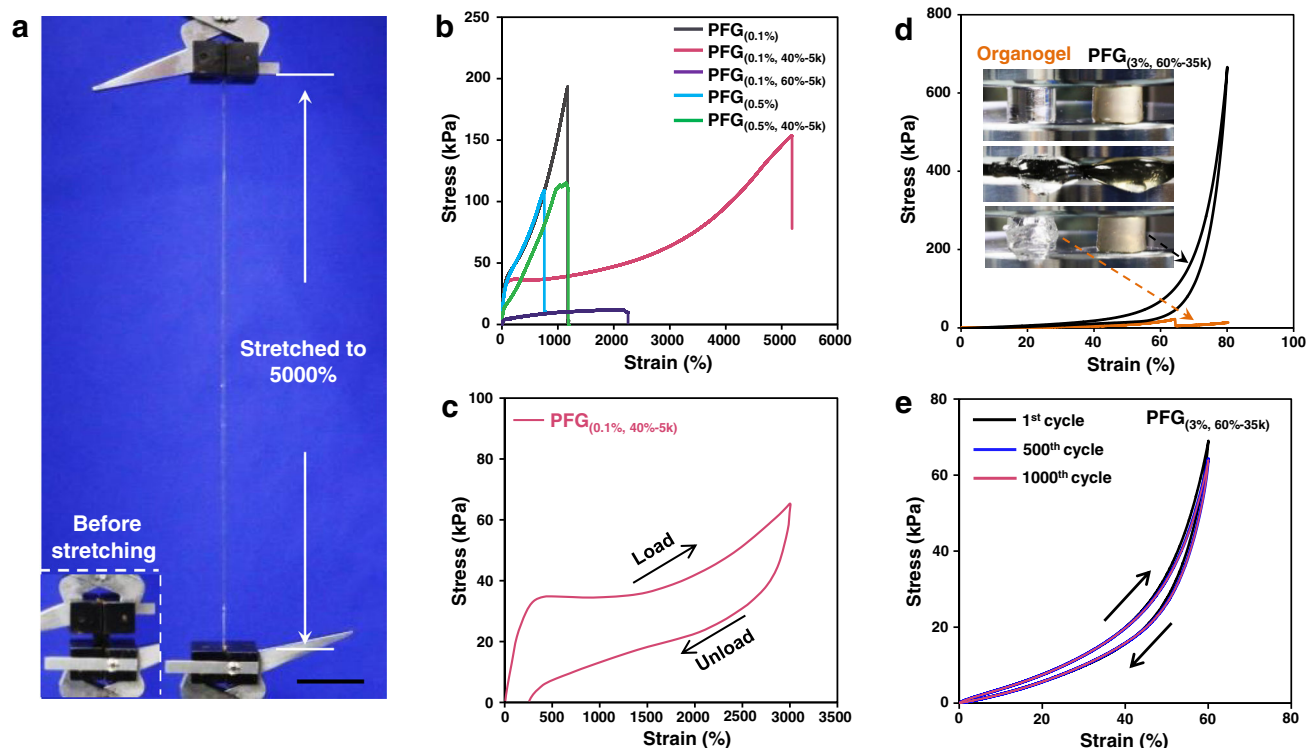 a
Stretched to
5000%
Before
stretching
b
PFG(0.1%)
PFG(0.1%, 40%-5k)
PFG(0.1%, 60%-5k)
PFG(0.5%)
PFG(0.5%, 40%-5k)
Stress (kPa)
250
200
150
100
50
0
0 1000 2000 3000 4000 5000 6000
Strain (%)
c
PFG(0.1%, 40%-5k)
Stress (kPa)
100
80
60
40
20
0
Load
Unload
0 500 1000 1500 2000 2500 3000 3500
Strain (%)
d
Organogel
PFG(3%, 60%-35k)
Stress (kPa)
800
600
400
200
0
0 20 40 60 80 100
Strain (%)
e
1st cycle
500th cycle
1000th cycle
PFG(3%, 60%-35k)
Stress (kPa)
80
60
40
20
0
0 20 40 60 80
Strain (%)